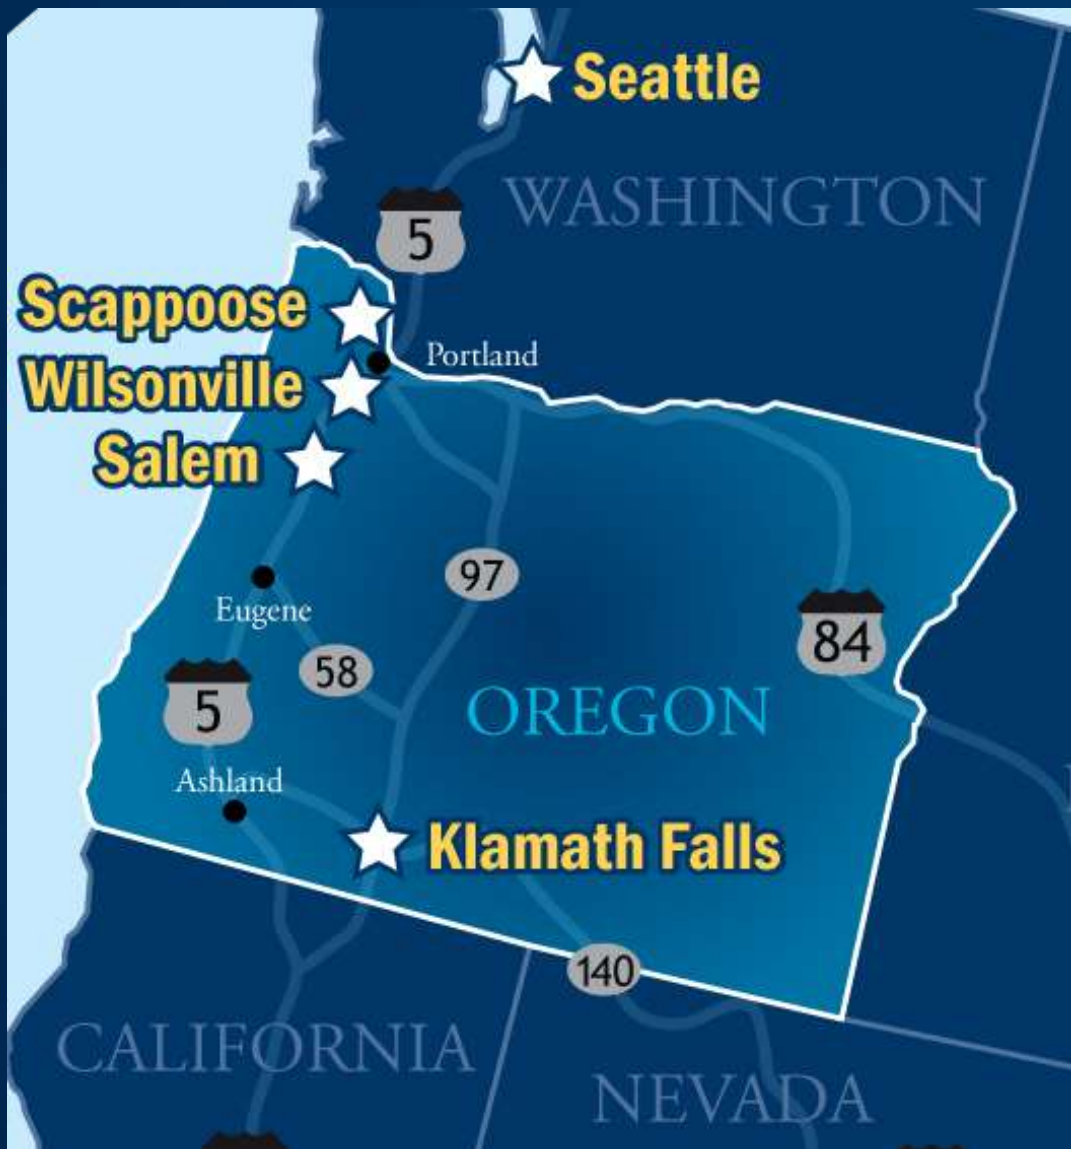 Seattle
WASHINGTON
5
Scappoose
Portland
Wilsonville
Salem
97
Eugene
84
58
5
OREGON
Ashland
Klamath Falls
140
CALIFORNIA
NEVADA